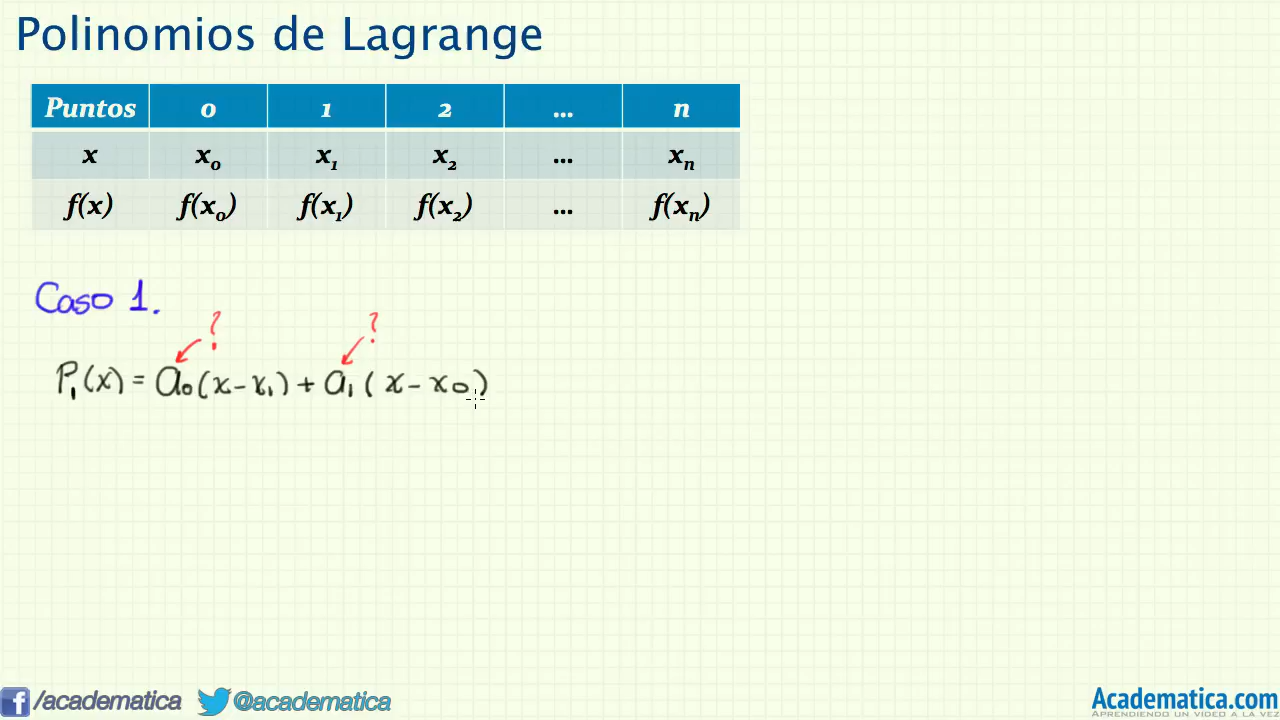 Polinomios de Lagrange
Puntos 0 1 2 ... n
x x₀ x₁ x₂ ... xₙ
f(x) f(x₀) f(x₁) f(x₂) ... f(xₙ)
Caso 1.
? ?
P₁(x) = a₀(x-x₁) + a₁(x-x₀)
/academatica @academatica
Academatica.com
APRENDIENDO UN VIDEO A LA VEZ